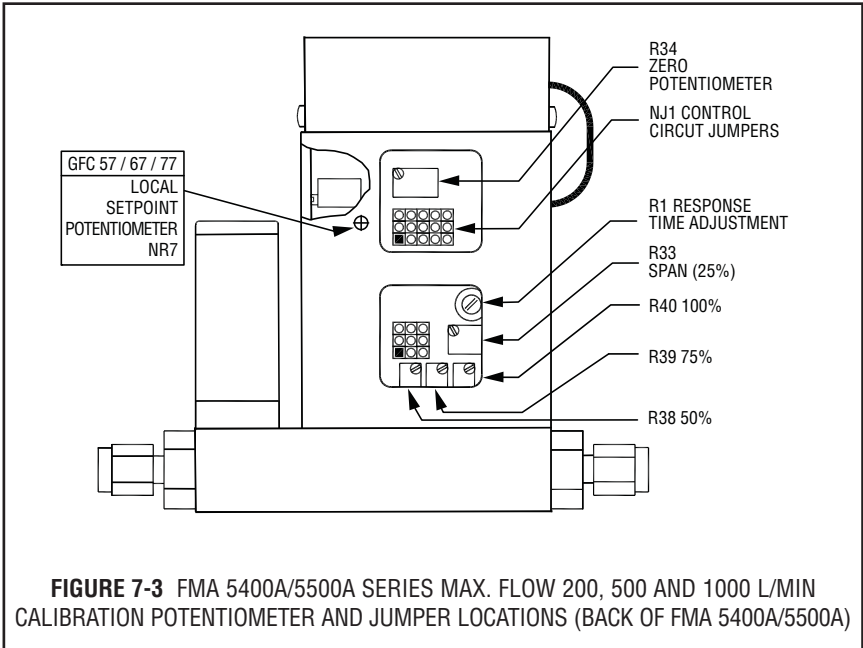 R34
ZERO
POTENTIOMETER
NJ1 CONTROL
CIRCUT JUMPERS
GFC 57 / 67 / 77
LOCAL
SETPOINT
POTENTIOMETER
NR7
R1 RESPONSE
TIME ADJUSTMENT
R33
SPAN (25%)
R40 100%
R39 75%
R38 50%
FIGURE 7-3 FMA 5400A/5500A SERIES MAX. FLOW 200, 500 AND 1000 L/MIN
CALIBRATION POTENTIOMETER AND JUMPER LOCATIONS (BACK OF FMA 5400A/5500A)